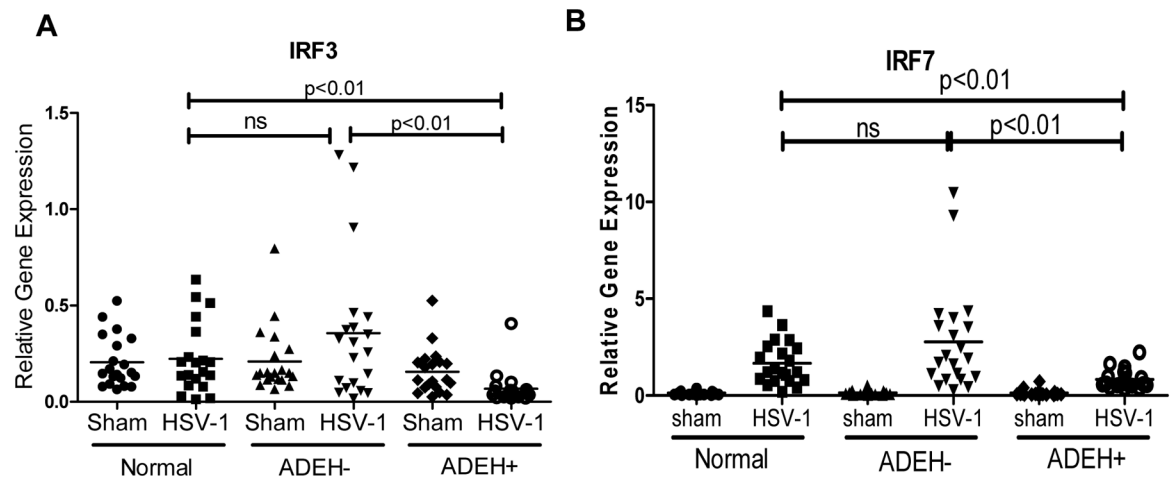 A
IRF3
p<0.01
ns
p<0.01
Relative Gene Expression
1.5
1.0
0.5
0.0
Sham HSV-1 Sham HSV-1 Sham HSV-1
Normal ADEH- ADEH+
B
IRF7
p<0.01
ns
p<0.01
Relative Gene Expression
15
10
5
0
sham HSV-1 sham HSV-1 sham HSV-1
Normal ADEH- ADEH+